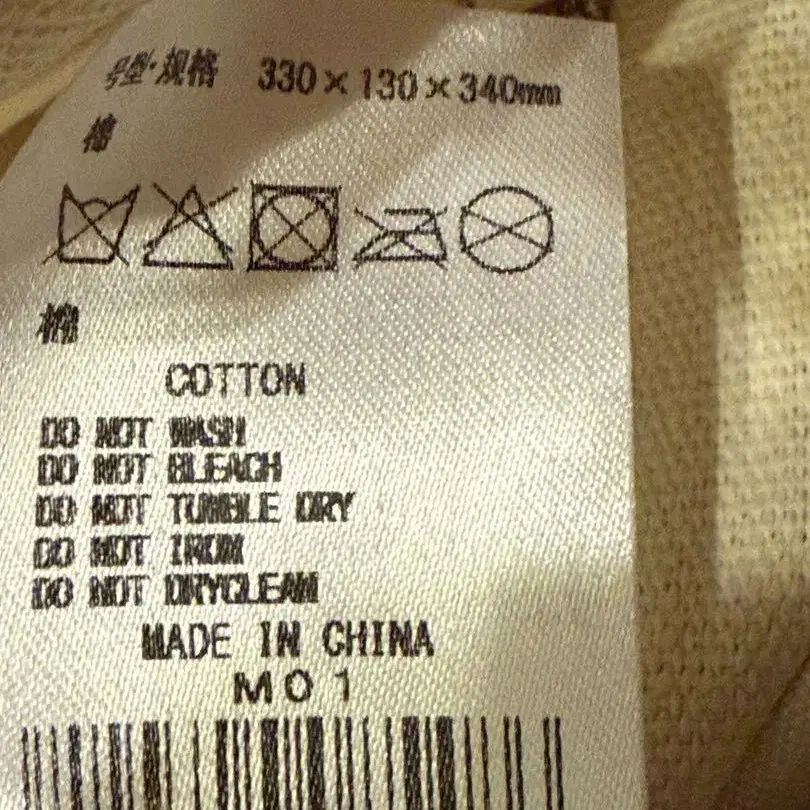 号型·规格 330×130×340mm
棉
棉
COTTON
DO NOT WASH
DO NOT BLEACH
DO NOT TUMBLE DRY
DO NOT IRON
DO NOT DRYCLEAN
MADE IN CHINA
M01